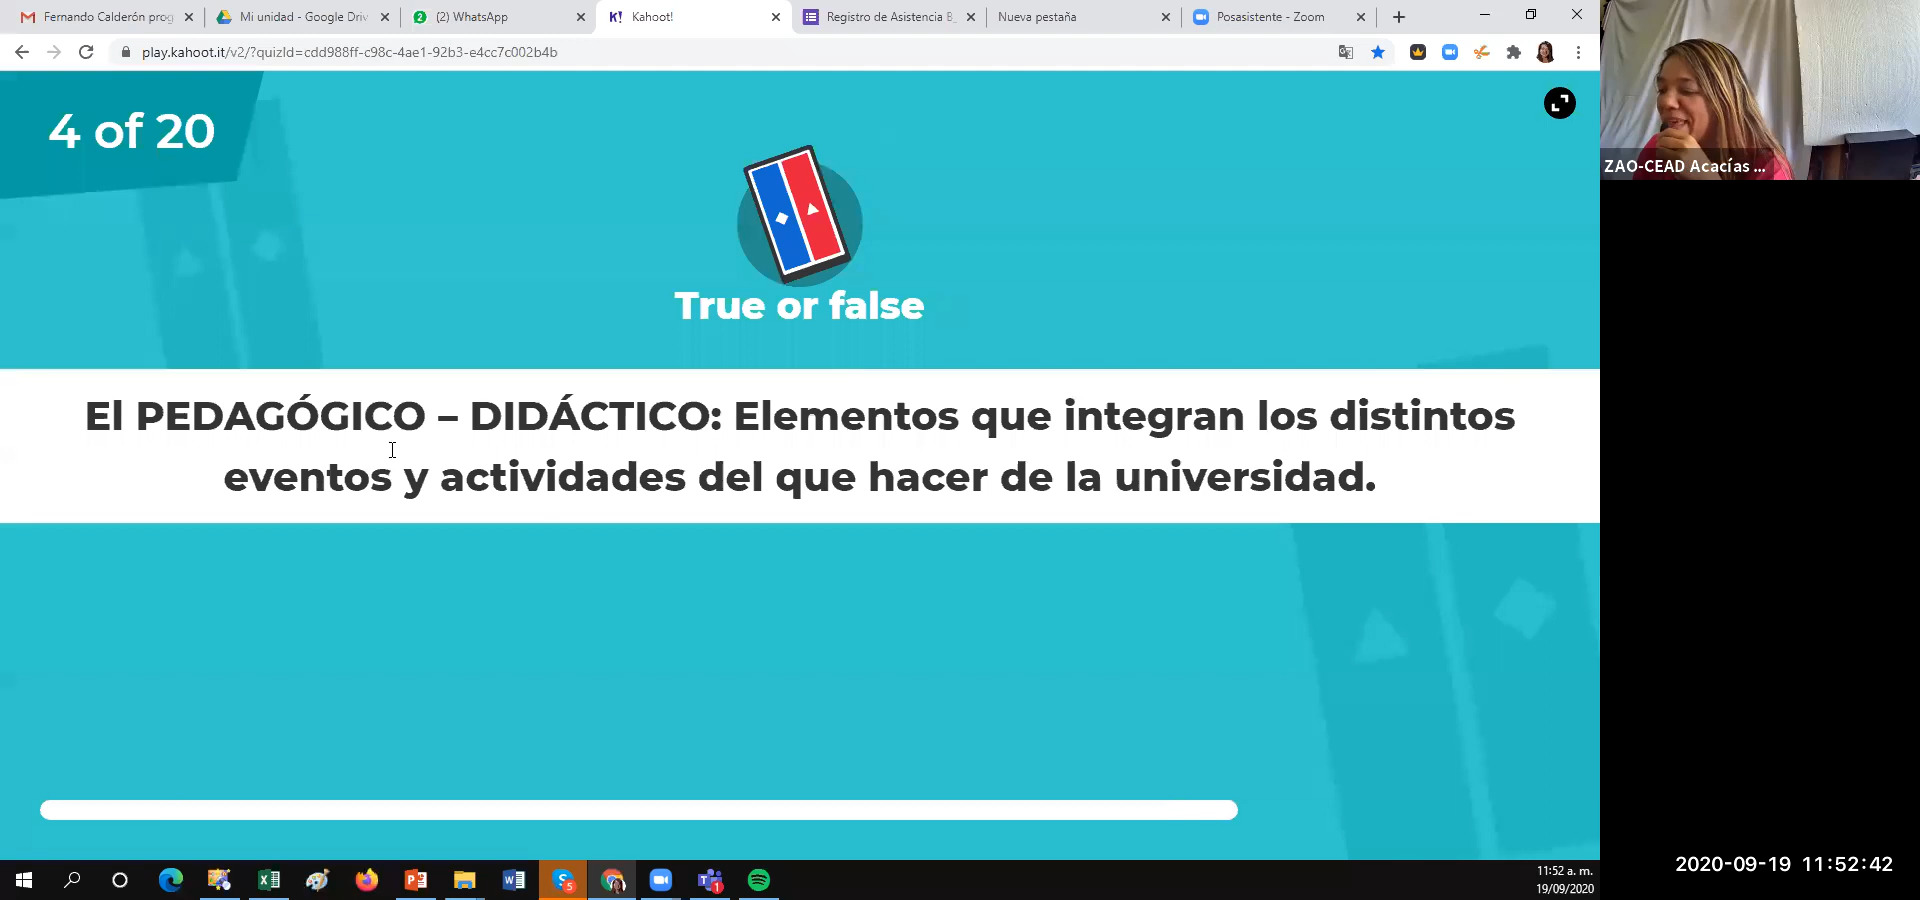 Fernando Calderón prog
Mi unidad - Google Driv
(2) WhatsApp
K! Kahoot!
Registro de Asistencia B_
Nueva pestaña
Posasistente - Zoom
play.kahoot.it/v2/?quizId=cdd988ff-c98c-4ae1-92b3-e4cc7c002b4b
4 of 20
True or false
El PEDAGÓGICO – DIDÁCTICO: Elementos que integran los distintos
eventos y actividades del que hacer de la universidad.
ZAO-CEAD Acacías ...
11:52 a. m.
19/09/2020
2020-09-19 11:52:42